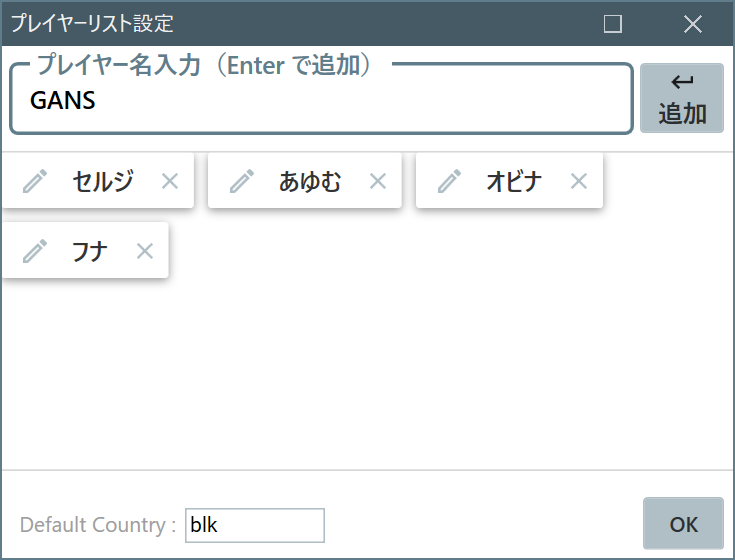 プレイヤーリスト設定
プレイヤー名入力（Enter で追加）
GANS
追加
セルジ
あゆむ
オビナ
フナ
Default Country :
blk
OK